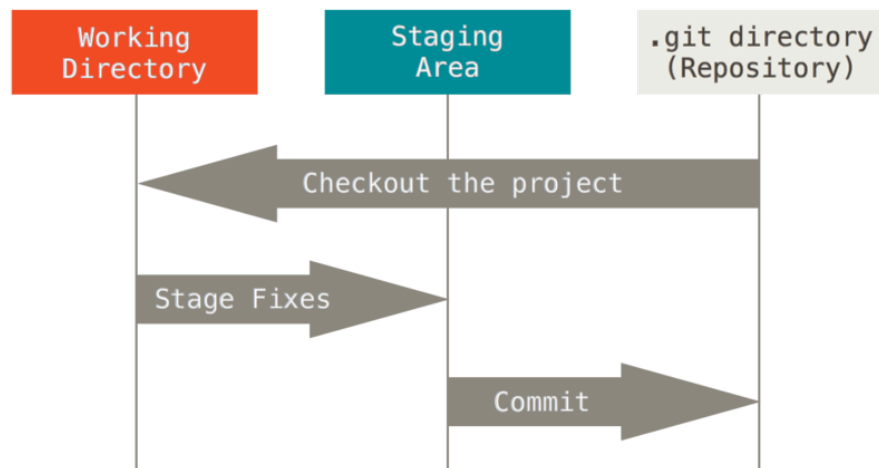 Working
Directory
Staging
Area
.git directory
(Repository)
Checkout the project
Stage Fixes
Commit